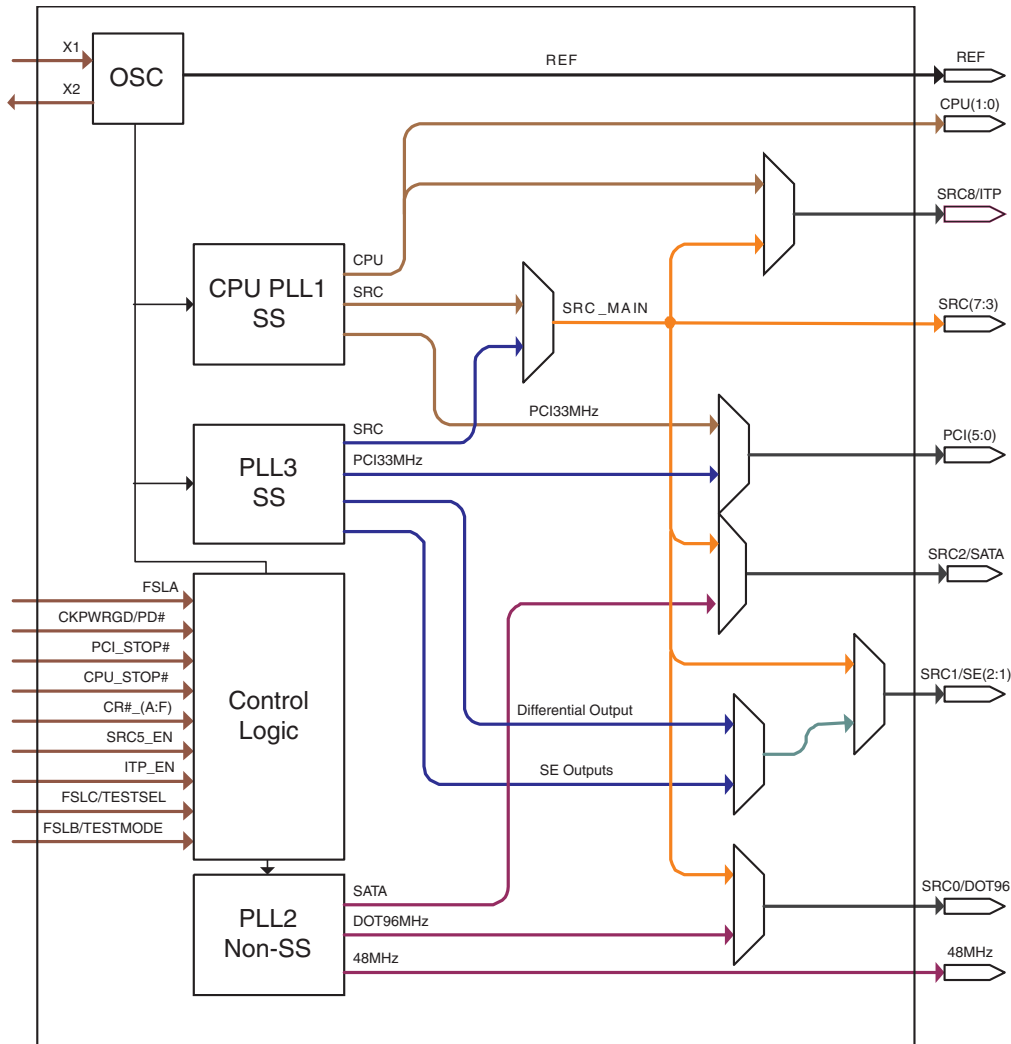 X1
X2
OSC
REF
REF
CPU(1:0)
SRC8/ITP
CPU
SRC
CPU PLL1
SS
SRC_MAIN
SRC(7:3)
PCI33MHz
SRC
PCI33MHz
PLL3
SS
PCI(5:0)
SRC2/SATA
FSLA
CKPWRGD/PD#
PCI_STOP#
CPU_STOP#
CR#_(A:F)
SRC5_EN
ITP_EN
FSLC/TESTSEL
FSLB/TESTMODE
Control
Logic
Differential Output
SE Outputs
SRC1/SE(2:1)
SATA
DOT96MHz
48MHz
PLL2
Non-SS
SRC0/DOT96
48MHz